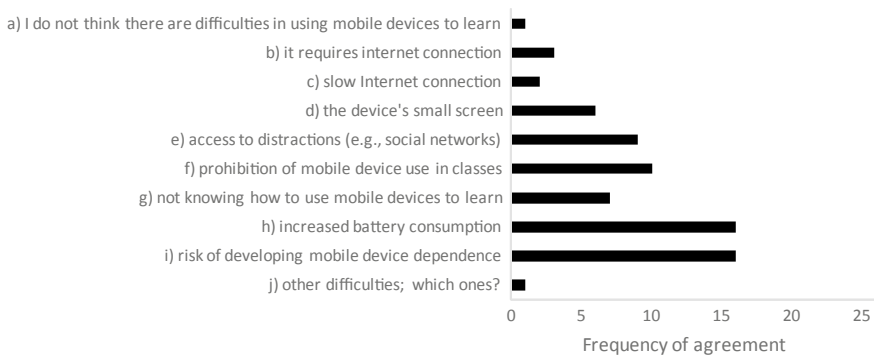 a) I do not think there are difficulties in using mobile devices to learn
b) it requires internet connection
c) slow Internet connection
d) the device's small screen
e) access to distractions (e.g., social networks)
f) prohibition of mobile device use in classes
g) not knowing how to use mobile devices to learn
h) increased battery consumption
i) risk of developing mobile device dependence
j) other difficulties; which ones?
0 5 10 15 20 25
Frequency of agreement